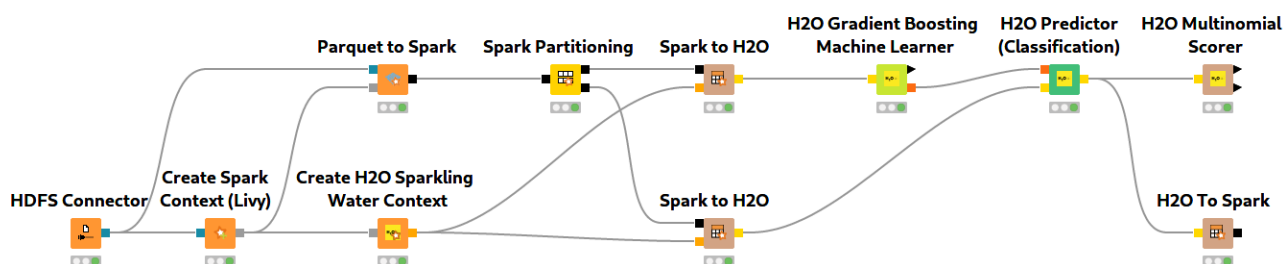 H2O Gradient Boosting
Machine Learner
H2O Predictor
(Classification)
H2O Multinomial
Scorer
Parquet to Spark
Spark Partitioning
Spark to H2O
HDFS Connector
Create Spark
Context (Livy)
Create H2O Sparkling
Water Context
Spark to H2O
H2O To Spark